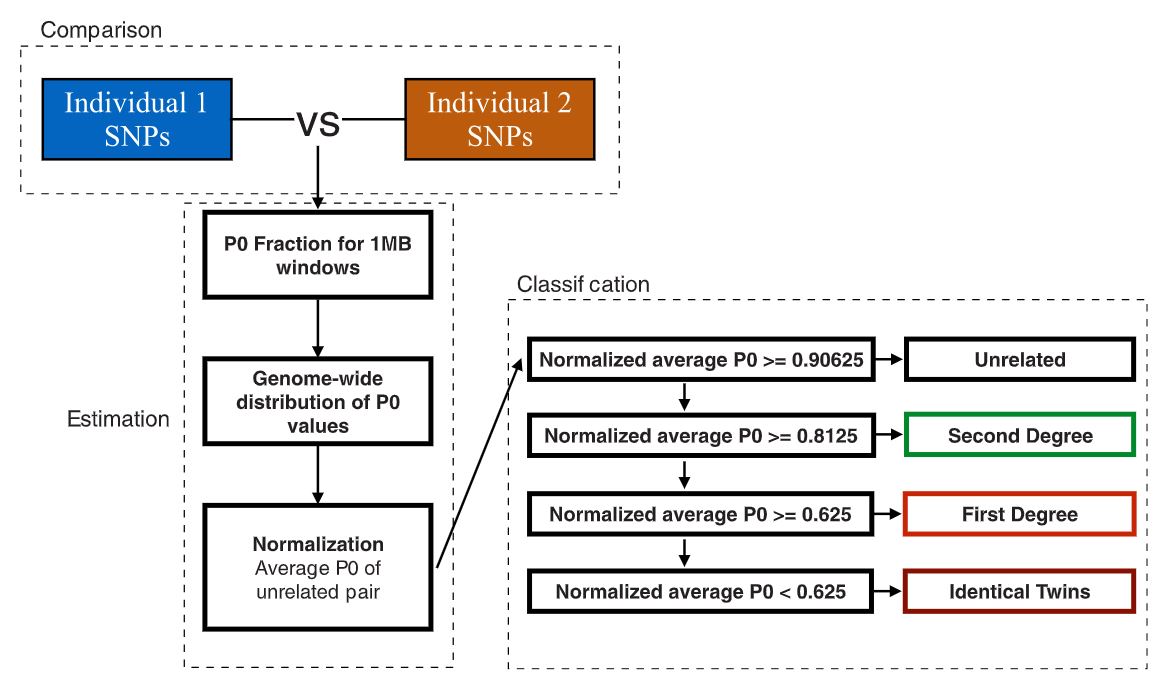 Comparison
Individual 1
SNPs
VS
Individual 2
SNPs
P0 Fraction for 1MB
windows
Genome-wide
distribution of P0
values
Estimation
Normalization
Average P0 of
unrelated pair
Classif cation
Normalized average P0 >= 0.90625
Unrelated
Normalized average P0 >= 0.8125
Second Degree
Normalized average P0 >= 0.625
First Degree
Normalized average P0 < 0.625
Identical Twins